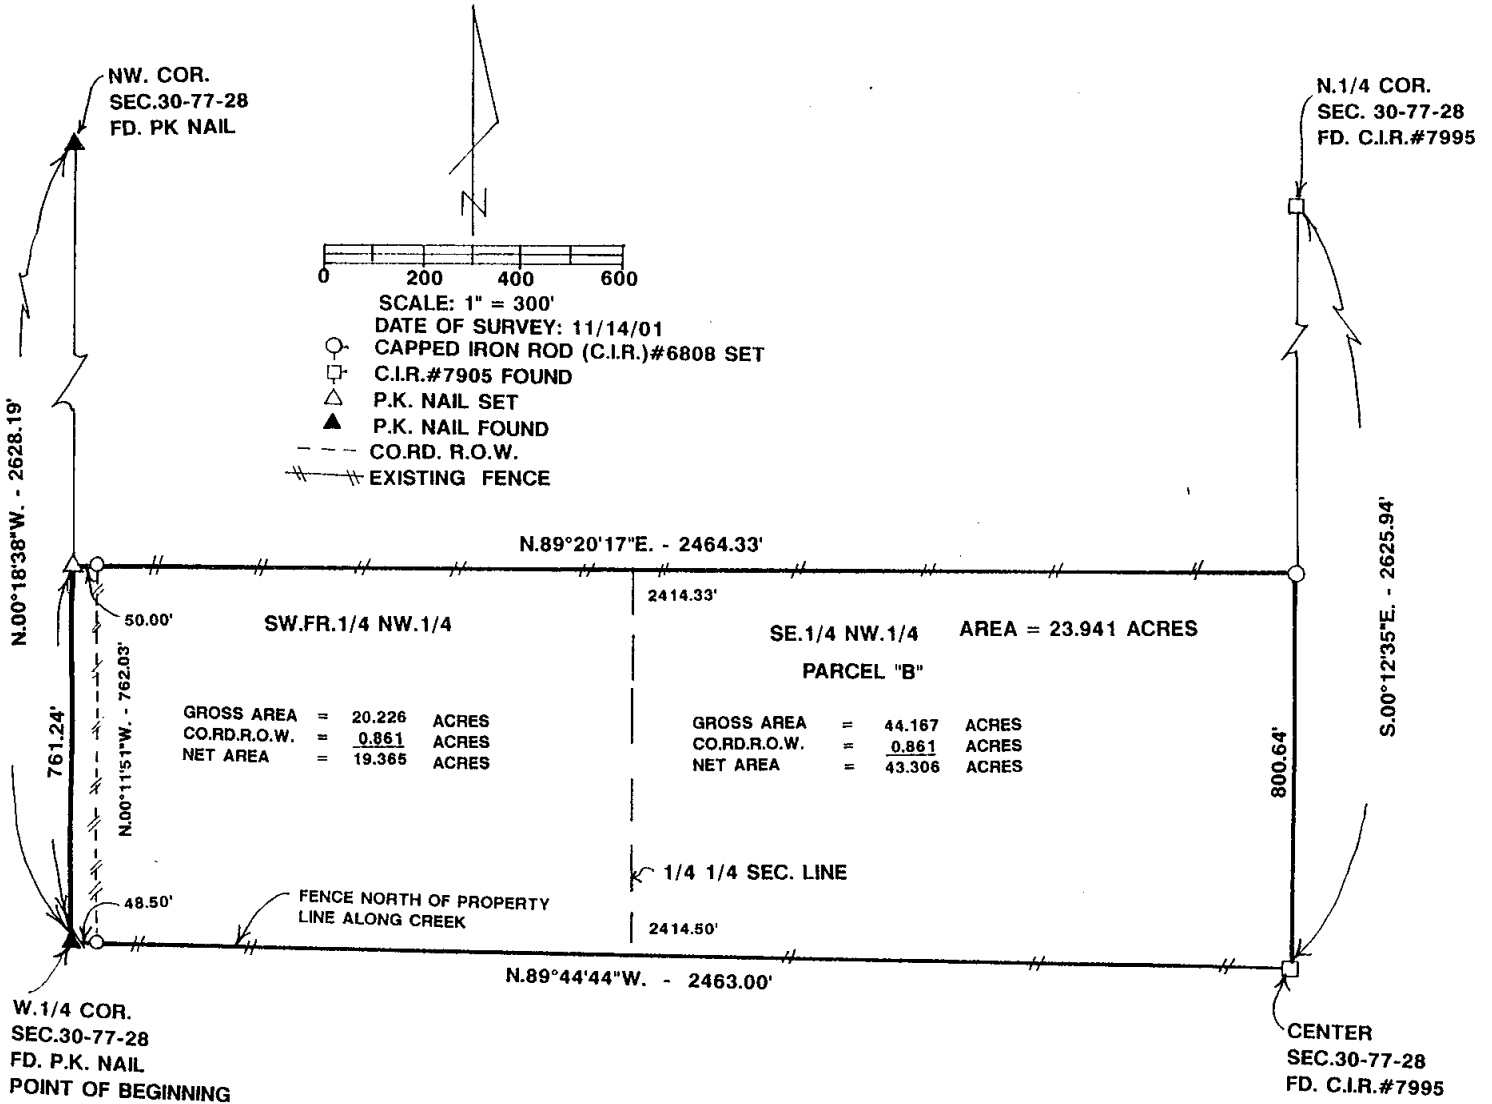 NW. COR.
SEC.30-77-28
FD. PK NAIL
N.1/4 COR.
SEC. 30-77-28
FD. C.I.R.#7995
N
0 200 400 600
SCALE: 1" = 300'
DATE OF SURVEY: 11/14/01
CAPPED IRON ROD (C.I.R.)#6808 SET
C.I.R.#7905 FOUND
P.K. NAIL SET
P.K. NAIL FOUND
CO.RD. R.O.W.
EXISTING FENCE
N.00°18'38"W. - 2628.19'
S.00°12'35"E. - 2625.94'
N.89°20'17"E. - 2464.33'
2414.33'
50.00'
SW.FR.1/4 NW.1/4
SE.1/4 NW.1/4 AREA = 23.941 ACRES
PARCEL "B"
761.24'
N.00°11'51"W. - 762.03'
GROSS AREA = 20.226 ACRES
CO.RD.R.O.W. = 0.861 ACRES
NET AREA = 19.365 ACRES
GROSS AREA = 44.167 ACRES
CO.RD.R.O.W. = 0.861 ACRES
NET AREA = 43.306 ACRES
800.64'
1/4 1/4 SEC. LINE
48.50'
FENCE NORTH OF PROPERTY
LINE ALONG CREEK
2414.50'
N.89°44'44"W. - 2463.00'
W.1/4 COR.
SEC.30-77-28
FD. P.K. NAIL
POINT OF BEGINNING
CENTER
SEC.30-77-28
FD. C.I.R.#7995